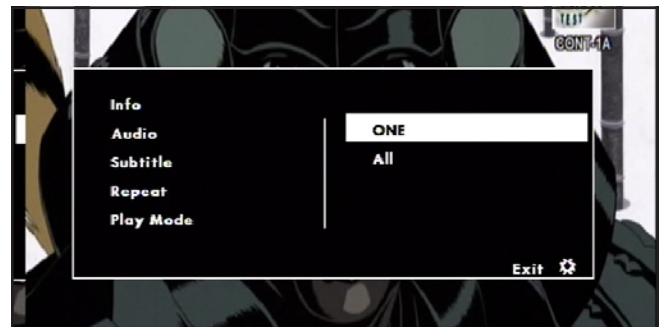 TEST
CONT-1A
Info
Audio
Subtitle
Repeat
Play Mode
ONE
All
Exit